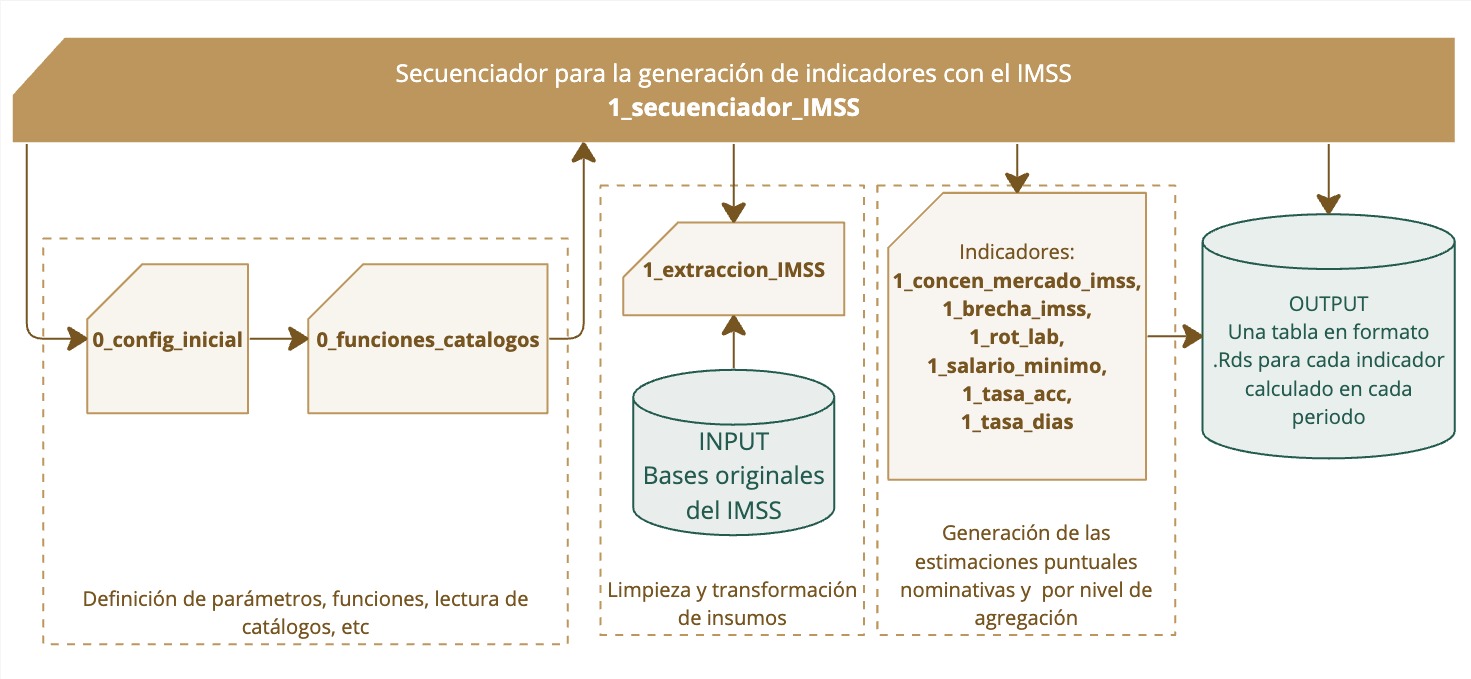 Secuenciador para la generación de indicadores con el IMSS
1_secuenciador_IMSS
0_config_inicial
0_funciones_catalogos
Definición de parámetros, funciones, lectura de
catálogos, etc
1_extraccion_IMSS
INPUT
Bases originales
del IMSS
Limpieza y transformación
de insumos
Indicadores:
1_concen_mercado_imss,
1_brecha_imss,
1_rot_lab,
1_salario_minimo,
1_tasa_acc,
1_tasa_dias
Generación de las
estimaciones puntuales
nominativas y por nivel de
agregación
OUTPUT
Una tabla en formato
.Rds para cada indicador
calculado en cada
periodo